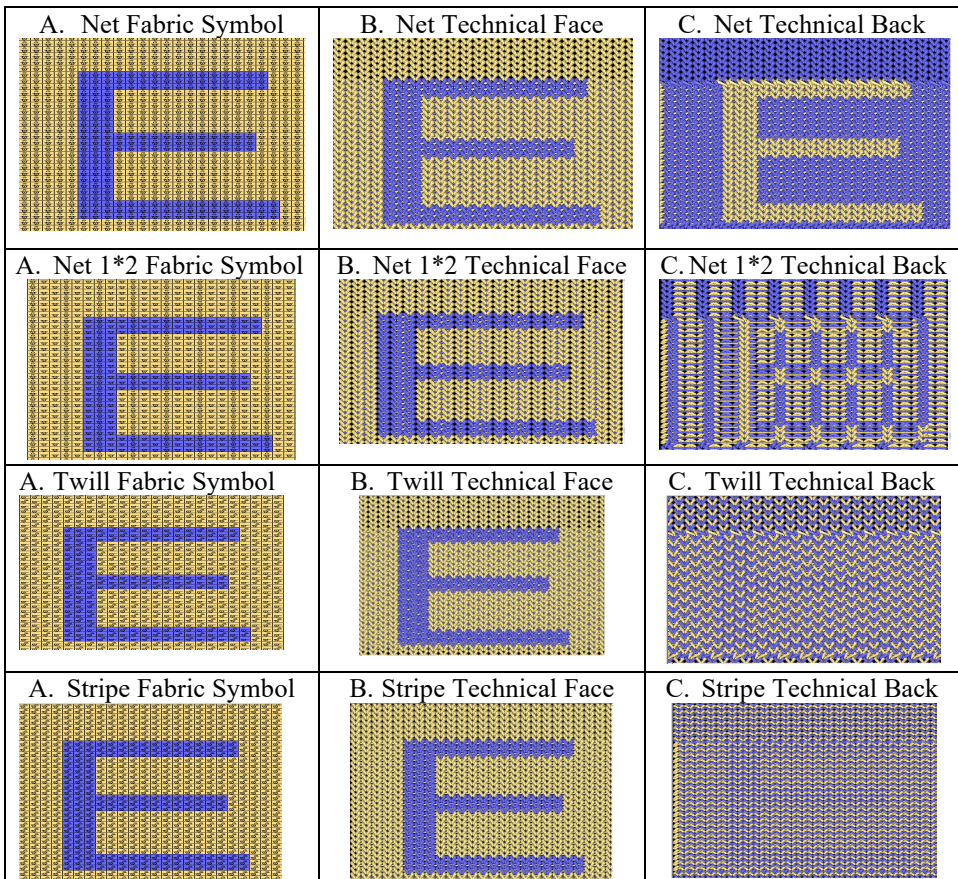 A. Net Fabric Symbol
B. Net Technical Face
C. Net Technical Back
A. Net 1*2 Fabric Symbol
B. Net 1*2 Technical Face
C. Net 1*2 Technical Back
A. Twill Fabric Symbol
B. Twill Technical Face
C. Twill Technical Back
A. Stripe Fabric Symbol
B. Stripe Technical Face
C. Stripe Technical Back